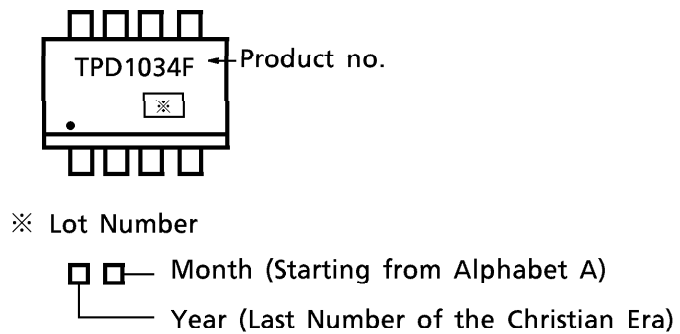 TPD1034F
Product no.
※
※ Lot Number
Month (Starting from Alphabet A)
Year (Last Number of the Christian Era)